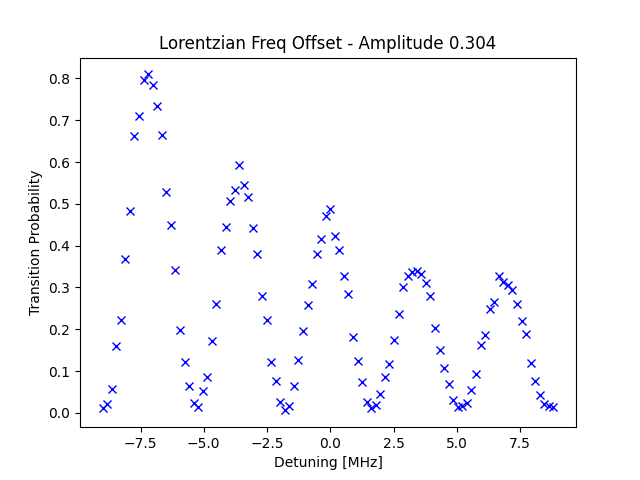 Lorentzian Freq Offset - Amplitude 0.304
Transition Probability
0.8
0.7
0.6
0.5
0.4
0.3
0.2
0.1
0.0
−7.5 −5.0 −2.5 0.0 2.5 5.0 7.5
Detuning [MHz]